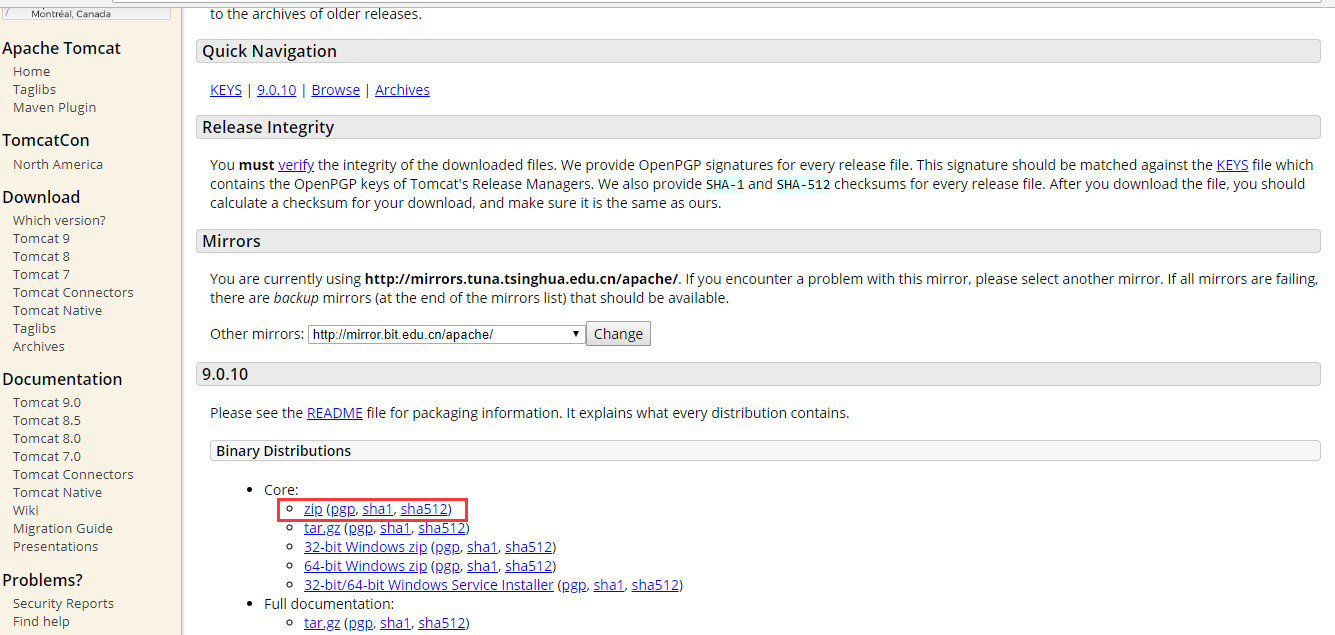 Montréal, Canada
Apache Tomcat
Home
Taglibs
Maven Plugin
TomcatCon
North America
Download
Which version?
Tomcat 9
Tomcat 8
Tomcat 7
Tomcat Connectors
Tomcat Native
Taglibs
Archives
Documentation
Tomcat 9.0
Tomcat 8.5
Tomcat 8.0
Tomcat 7.0
Tomcat Connectors
Tomcat Native
Wiki
Migration Guide
Presentations
Problems?
Security Reports
Find help
to the archives of older releases.
Quick Navigation
KEYS | 9.0.10 | Browse | Archives
Release Integrity
You must verify the integrity of the downloaded files. We provide OpenPGP signatures for every release file. This signature should be matched against the KEYS file which
contains the OpenPGP keys of Tomcat's Release Managers. We also provide SHA-1 and SHA-512 checksums for every release file. After you download the file, you should
calculate a checksum for your download, and make sure it is the same as ours.
Mirrors
You are currently using http://mirrors.tuna.tsinghua.edu.cn/apache/. If you encounter a problem with this mirror, please select another mirror. If all mirrors are failing,
there are backup mirrors (at the end of the mirrors list) that should be available.
Other mirrors: http://mirror.bit.edu.cn/apache/ Change
9.0.10
Please see the README file for packaging information. It explains what every distribution contains.
Binary Distributions
Core:
zip (pgp, sha1, sha512)
tar.gz (pgp, sha1, sha512)
32-bit Windows zip (pgp, sha1, sha512)
64-bit Windows zip (pgp, sha1, sha512)
32-bit/64-bit Windows Service Installer (pgp, sha1, sha512)
Full documentation:
tar.gz (pgp, sha1, sha512)